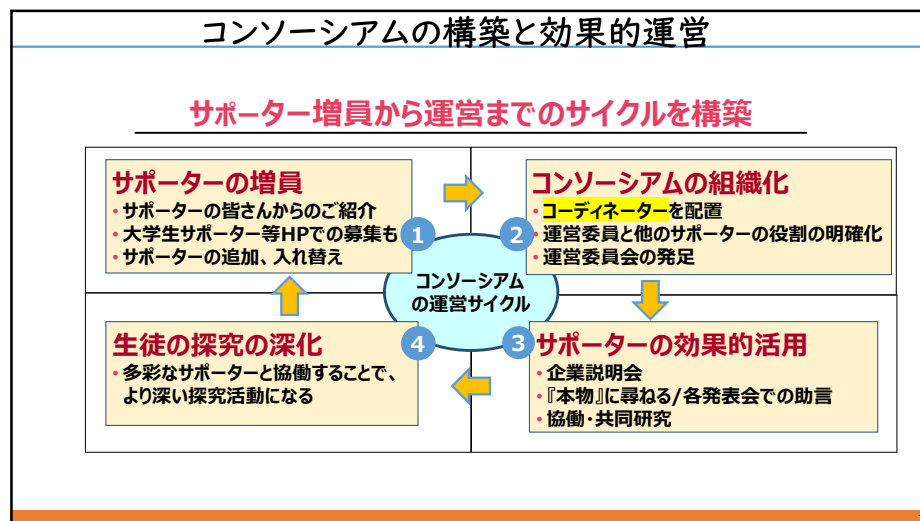 コンソーシアムの構築と効果的運営
サポーター増員から運営までのサイクルを構築
サポーターの増員
・サポーターの皆さんからのご紹介
・大学生サポーター等HPでの募集も
・サポーターの追加、入れ替え
1
2
コンソーシアムの組織化
・コーディネーターを配置
・運営委員と他のサポーターの役割の明確化
・運営委員会の発足
コンソーシアム
の運営サイクル
3
サポーターの効果的活用
・企業説明会
・『本物』に尋ねる/各発表会での助言
・協働・共同研究
4
生徒の探究の深化
・多彩なサポーターと協働することで、
より深い探究活動になる